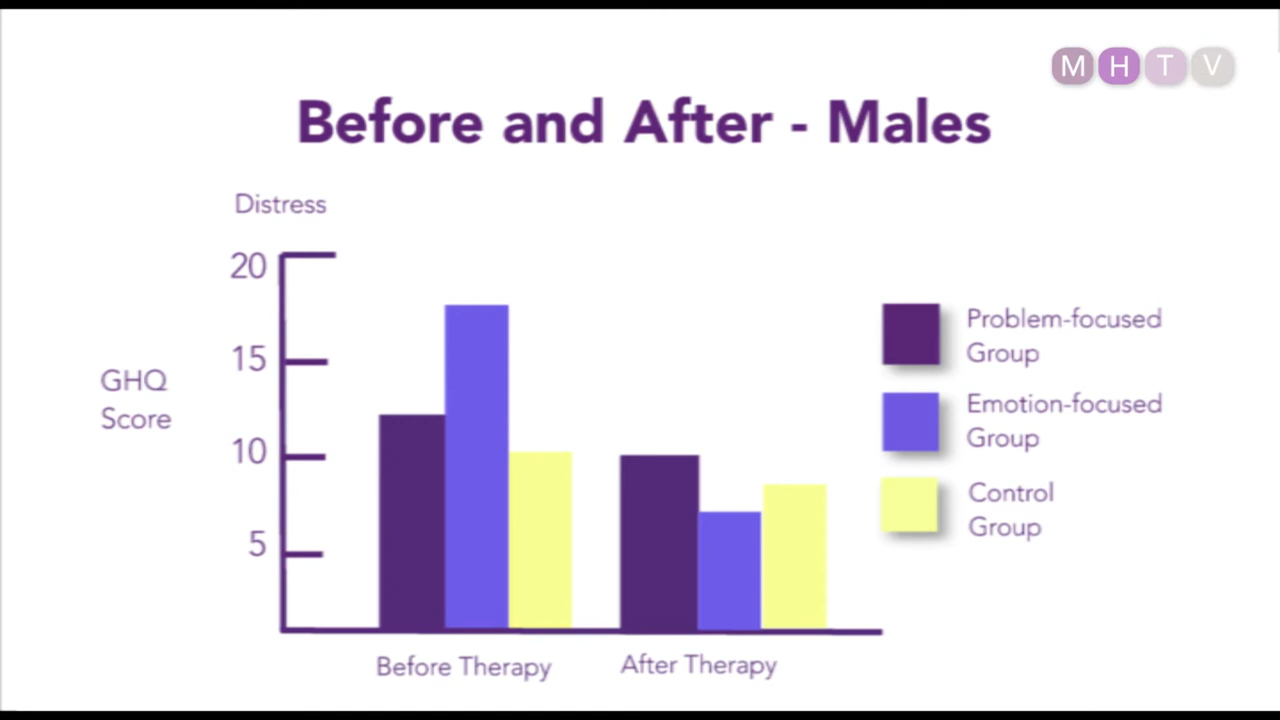 MHTV
Before and After - Males
Distress
20
15
10
5
GHQ
Score
Before Therapy
After Therapy
Problem-focused
Group
Emotion-focused
Group
Control
Group